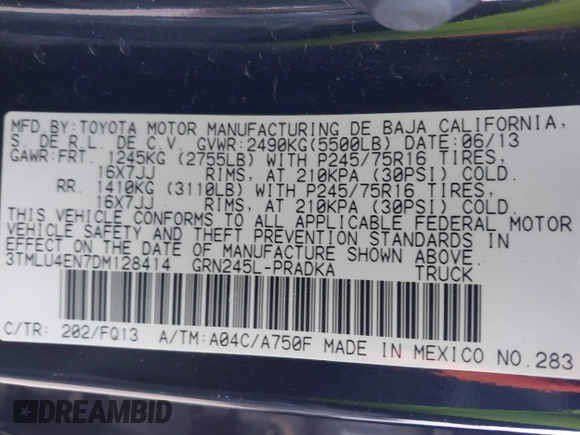 MFD.BY:TOYOTA MOTOR MANUFACTURING DE BAJA CALIFORNIA,
S. DE R.L. DE C.V. GVWR:2490KG(5500LB) DATE:06/13
GAWR:FRT. 1245KG (2755LB) WITH P245/75R16 TIRES,
16X7JJ RIMS, AT 210KPA (30PSI) COLD.
RR. 1410KG (3110LB) WITH P245/75R16 TIRES,
16X7JJ RIMS, AT 210KPA (30PSI) COLD.
THIS VEHICLE CONFORMS TO ALL APPLICABLE FEDERAL MOTOR
VEHICLE SAFETY AND THEFT PREVENTION STANDARDS IN
EFFECT ON THE DATE OF MANUFACTURE SHOWN ABOVE.
3TMLU4EN7DM128414 GRN245L-PRADKA TRUCK
C/TR: 202/FQ13 A/TM:A04C/A750F MADE IN MEXICO NO.283
DREAMBID